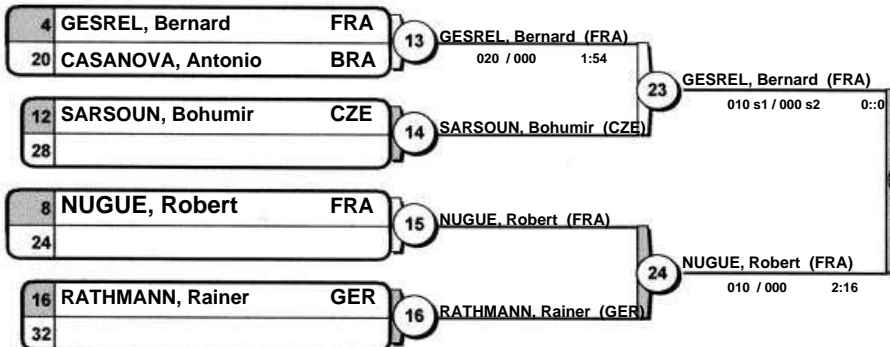 4 GESREL, Bernard FRA
20 CASANOVA, Antonio BRA
13
GESREL, Bernard (FRA)
020 / 000 1:54
12 SARSOUN, Bohumir CZE
28
14
SARSOUN, Bohumir (CZE)
23
GESREL, Bernard (FRA)
010 s1 / 000 s2 0::0
8 NUGUE, Robert FRA
24
15
NUGUE, Robert (FRA)
16 RATHMANN, Rainer GER
32
16
RATHMANN, Rainer (GER)
24
NUGUE, Robert (FRA)
010 / 000 2:16